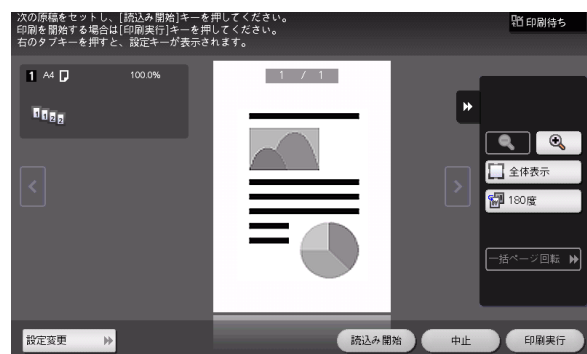 次の原稿をセットし、[読込み開始]キーを押してください。
印刷を開始する場合は[印刷実行]キーを押してください。
右のタブキーを押すと、設定キーが表示されます。
印刷待ち
1 A4 100.0%
1 1 2 2
1 / 1
全体表示
180度
一括ページ回転
設定変更
読込み開始
中止
印刷実行